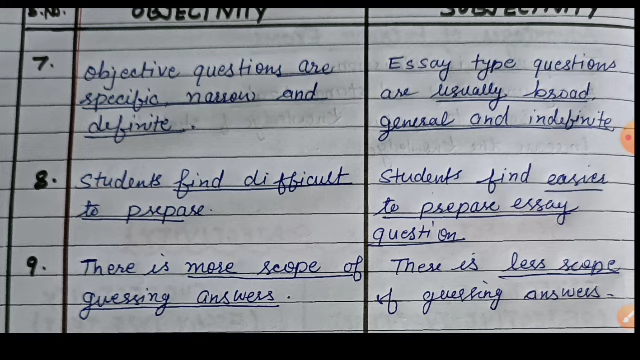 S.No. OBJECTIVITY SUBJECTIVITY
7. Objective questions are
specific, narrow and
definite.
Essay type questions
are usually broad,
general and indefinite
8. Students find difficult
to prepare.
Students find easier
to prepare essay
question
9. There is more scope of
guessing answers.
There is less scope
of guessing answers.